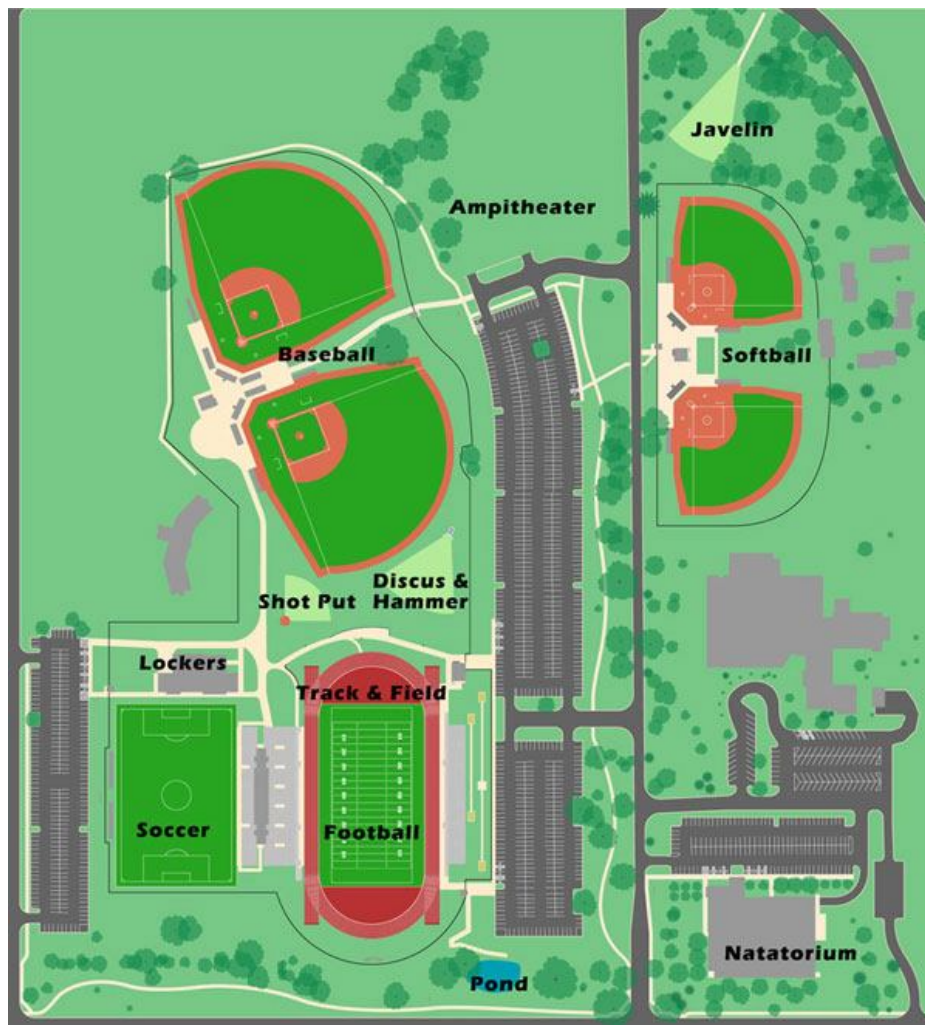 Javelin
Ampitheater
Baseball
Softball
Shot Put
Discus &
Hammer
Lockers
Track & Field
Soccer
Football
Natatorium
Pond